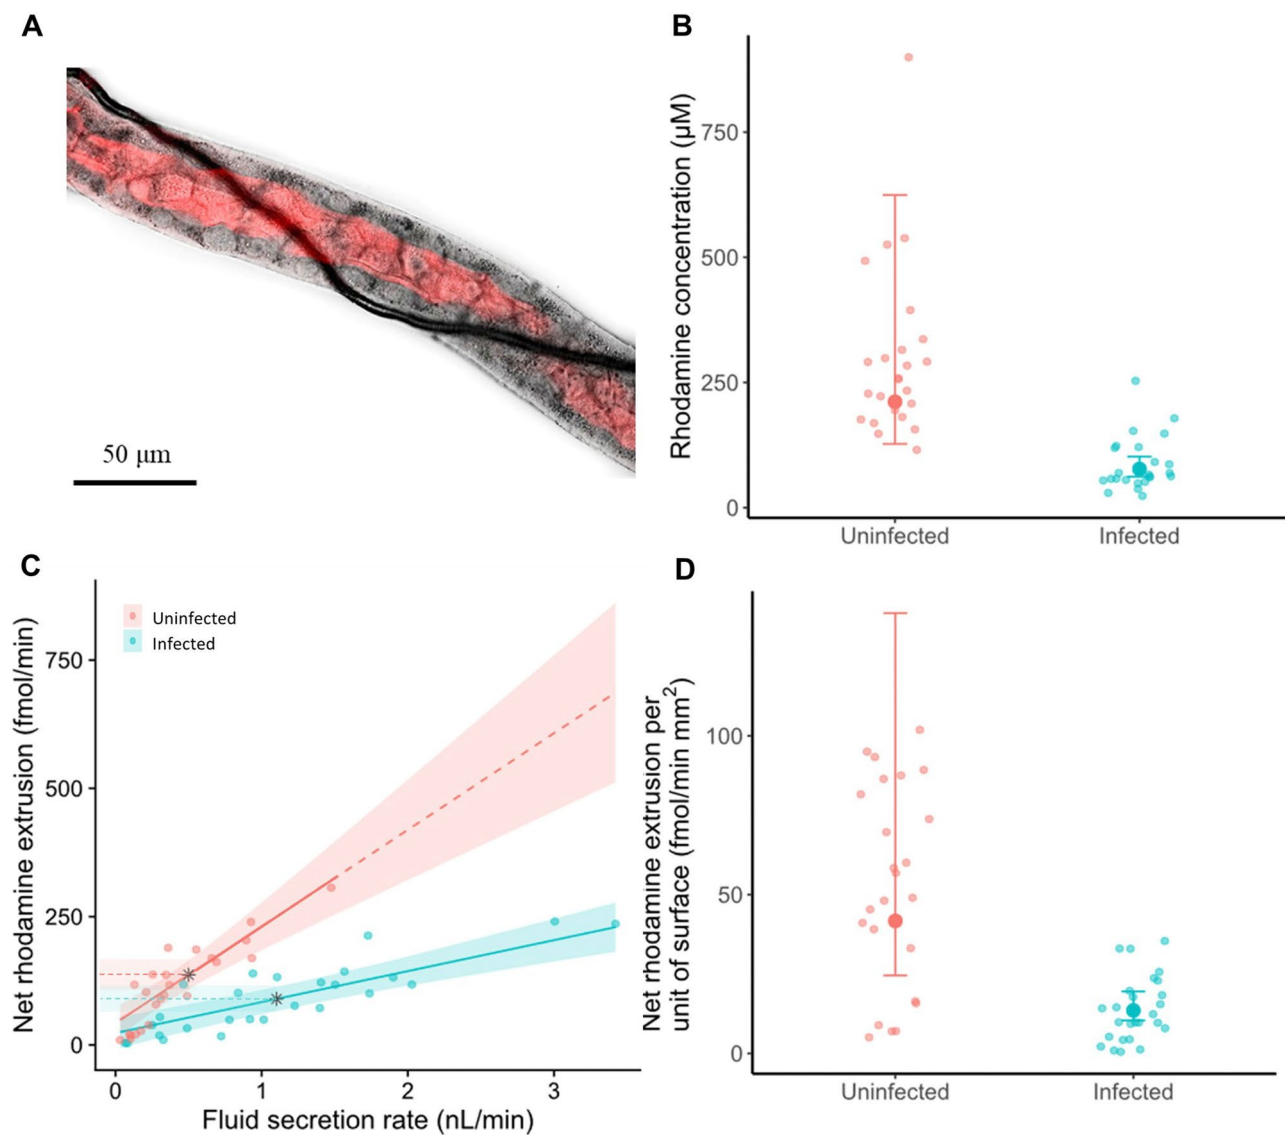 A
50 μm
B
Rhodamine concentration (μM)
750
500
250
0
Uninfected
Infected
C
Net rhodamine extrusion (fmol/min)
750
500
250
0
Uninfected
Infected
0
1
2
3
Fluid secretion rate (nL/min)
D
Net rhodamine extrusion per
unit of surface (fmol/min mm²)
100
50
0
Uninfected
Infected